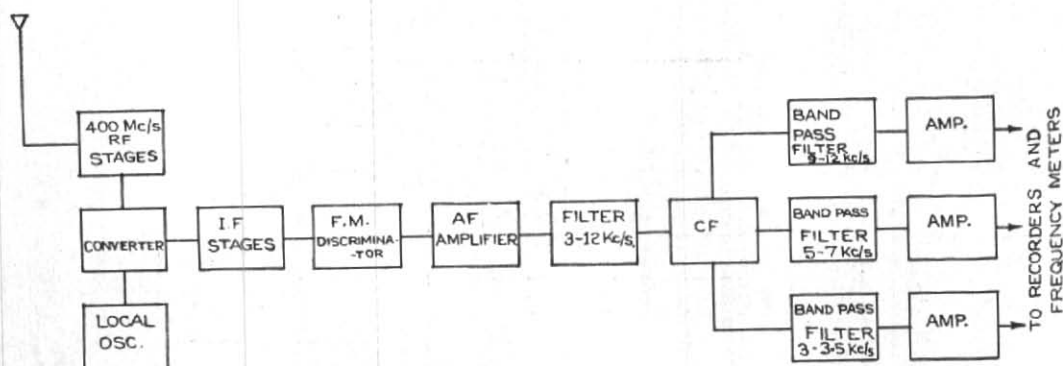 400 Mc/s
RF
STAGES
CONVERTER
LOCAL
OSC.
I.F
STAGES
F.M.
DISCRIMINA-
-TOR
AF
AMPLIFIER
FILTER
3-12Kc/s.
CF
BAND
PASS
FILTER
9-12 Kc/s
AMP.
BAND PASS
FILTER
5-7 Kc/s
AMP.
BAND PASS
FILTER
3-3.5 Kc/s
AMP.
TO RECORDERS AND
FREQUENCY METERS